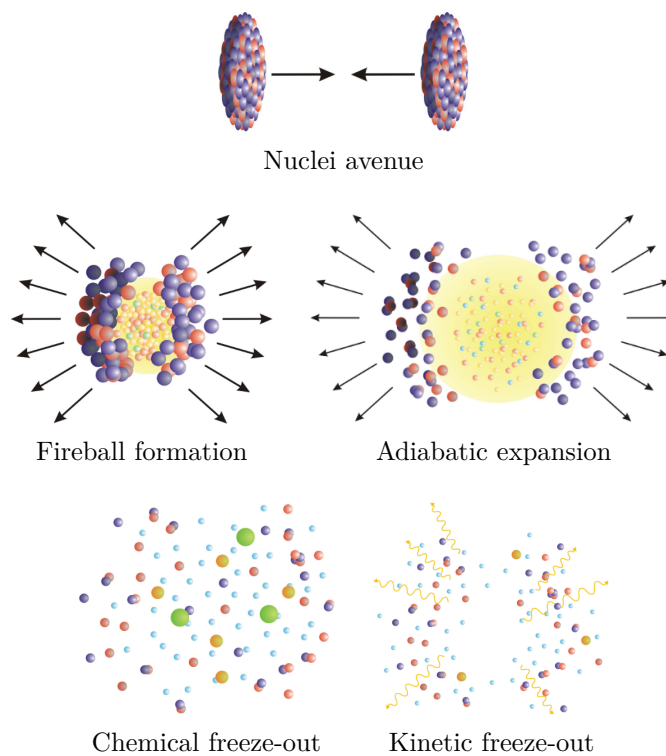 Nuclei avenue
Fireball formation
Adiabatic expansion
Chemical freeze-out
Kinetic freeze-out